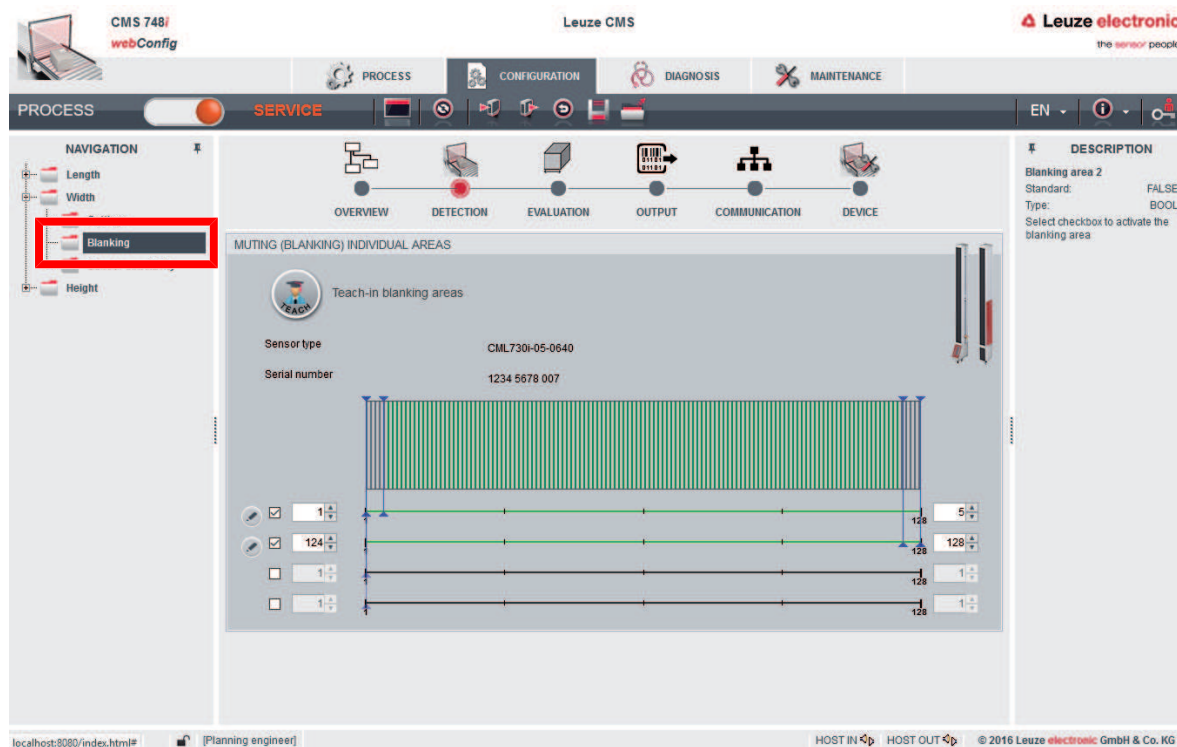 CMS 748i
webConfig
Leuze CMS
Leuze electronic
the sensor people
PROCESS
CONFIGURATION
DIAGNOSIS
MAINTENANCE
PROCESS
SERVICE
EN
NAVIGATION
Length
Width
Blanking
Height
OVERVIEW
DETECTION
EVALUATION
OUTPUT
COMMUNICATION
DEVICE
MUTING (BLANKING) INDIVIDUAL AREAS
TEACH
Teach-in blanking areas
Sensor type
CML730i-05-0640
Serial number
1234 5678 007
1
1
128
5
124
1
128
128
1
1
128
1
1
1
128
1
DESCRIPTION
Blanking area 2
Standard: FALSE
Type: BOOL
Select checkbox to activate the
blanking area
localhost:8080/index.html#
[Planning engineer]
HOST IN
HOST OUT
© 2016 Leuze electronic GmbH & Co. KG